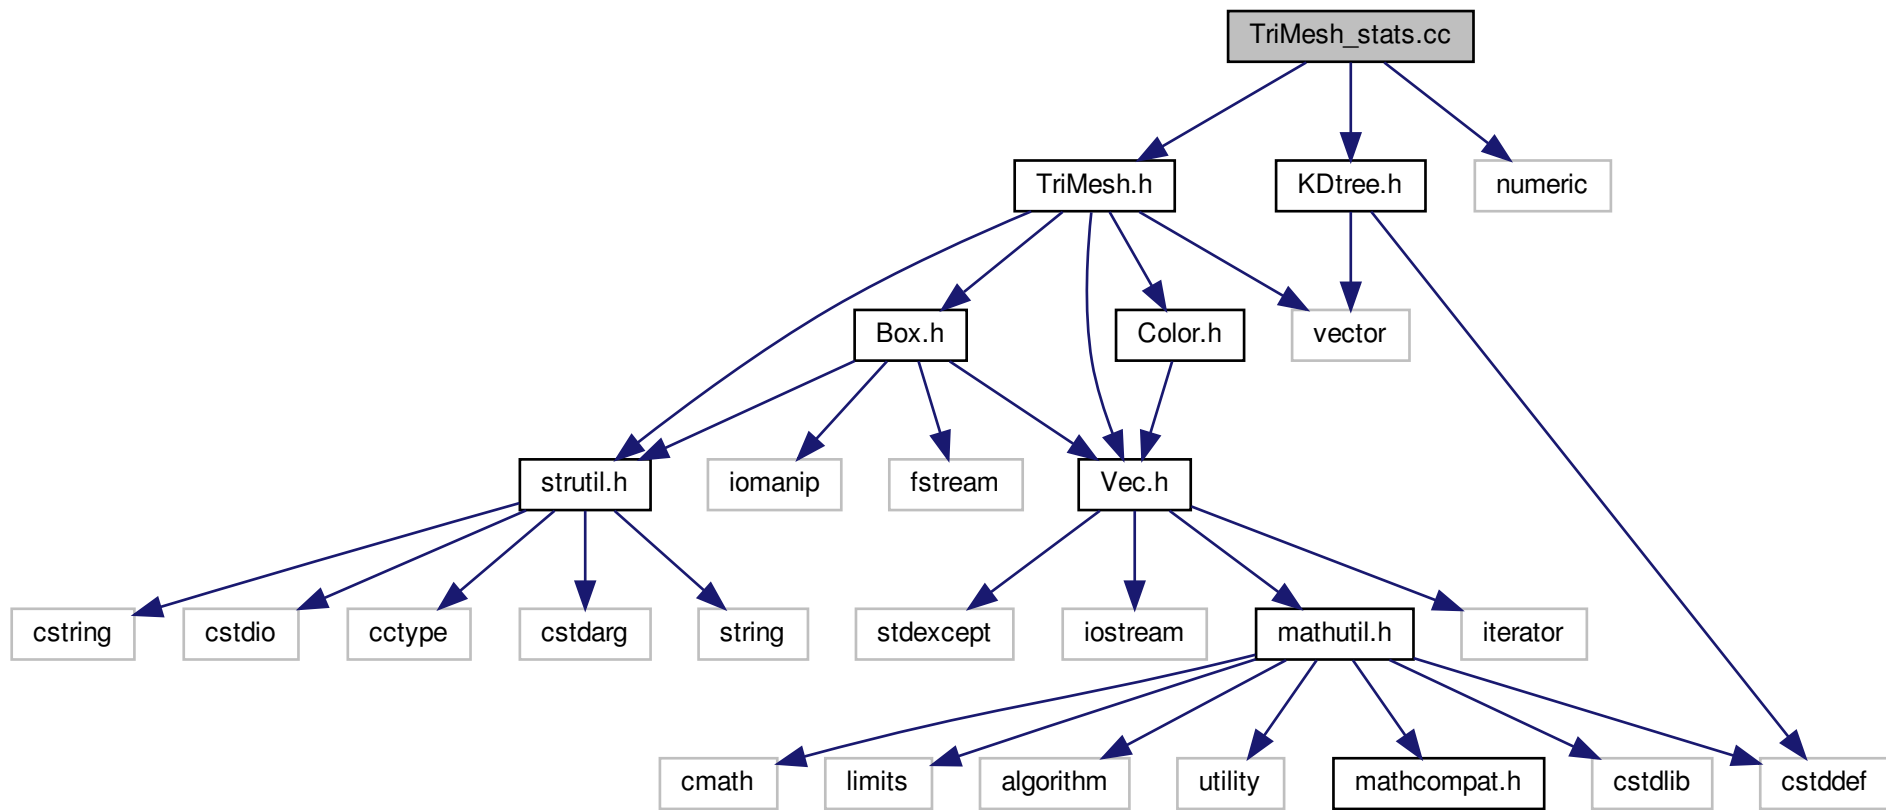 TriMesh_stats.cc
TriMesh.h
KDtree.h
numeric
Box.h
Color.h
vector
strutil.h
iomanip
fstream
Vec.h
cstring
cstdio
cctype
cstdarg
string
stdexcept
iostream
mathutil.h
iterator
cmath
limits
algorithm
utility
mathcompat.h
cstdlib
cstddef